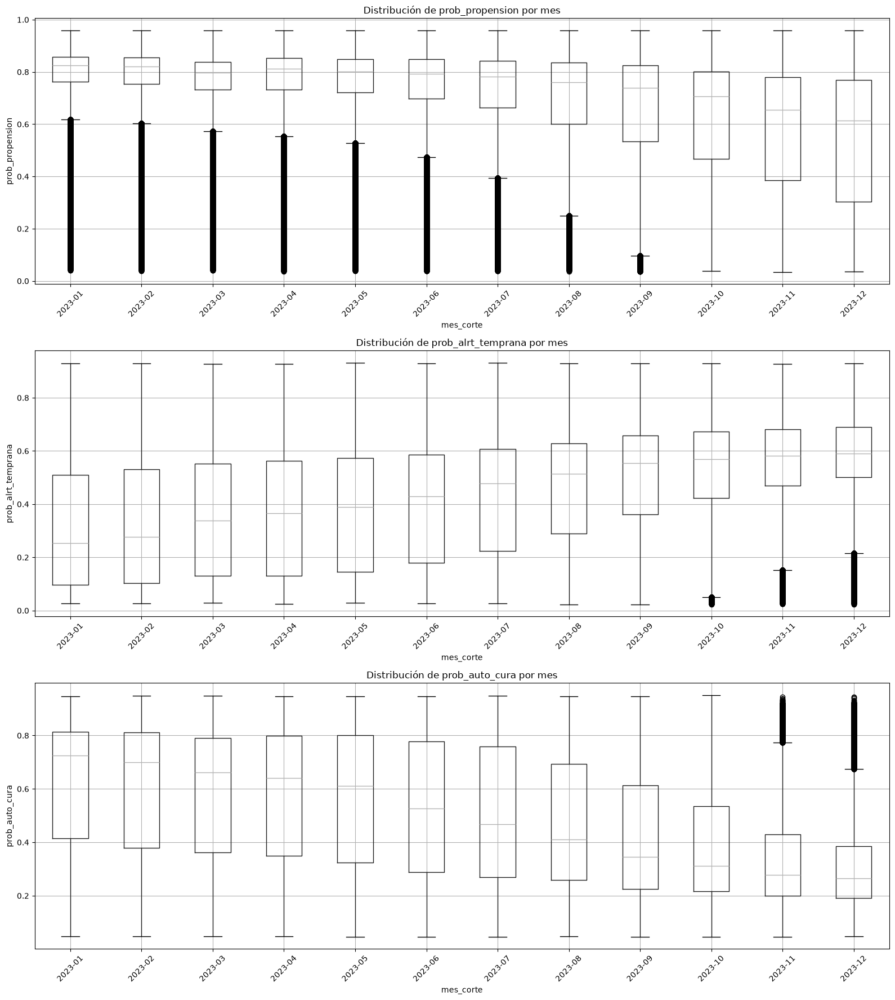 Distribución de prob_propension por mes
1.0
0.8
0.6
0.4
0.2
0.0
prob_propension
2023-01 2023-02 2023-03 2023-04 2023-05 2023-06 2023-07 2023-08 2023-09 2023-10 2023-11 2023-12
mes_corte
Distribución de prob_alrt_temprana por mes
0.8
0.6
0.4
0.2
0.0
prob_alrt_temprana
2023-01 2023-02 2023-03 2023-04 2023-05 2023-06 2023-07 2023-08 2023-09 2023-10 2023-11 2023-12
mes_corte
Distribución de prob_auto_cura por mes
0.8
0.6
0.4
0.2
prob_auto_cura
2023-01 2023-02 2023-03 2023-04 2023-05 2023-06 2023-07 2023-08 2023-09 2023-10 2023-11 2023-12
mes_corte